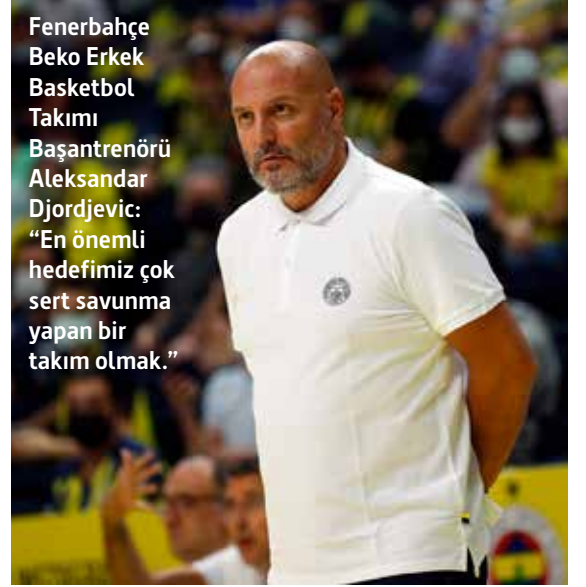 Fenerbahçe
Beko Erkek
Basketbol
Takımı
Başantrenörü
Aleksandar
Djordjevic:
“En önemli
hedefimiz çok
sert savunma
yapan bir
takım olmak.”